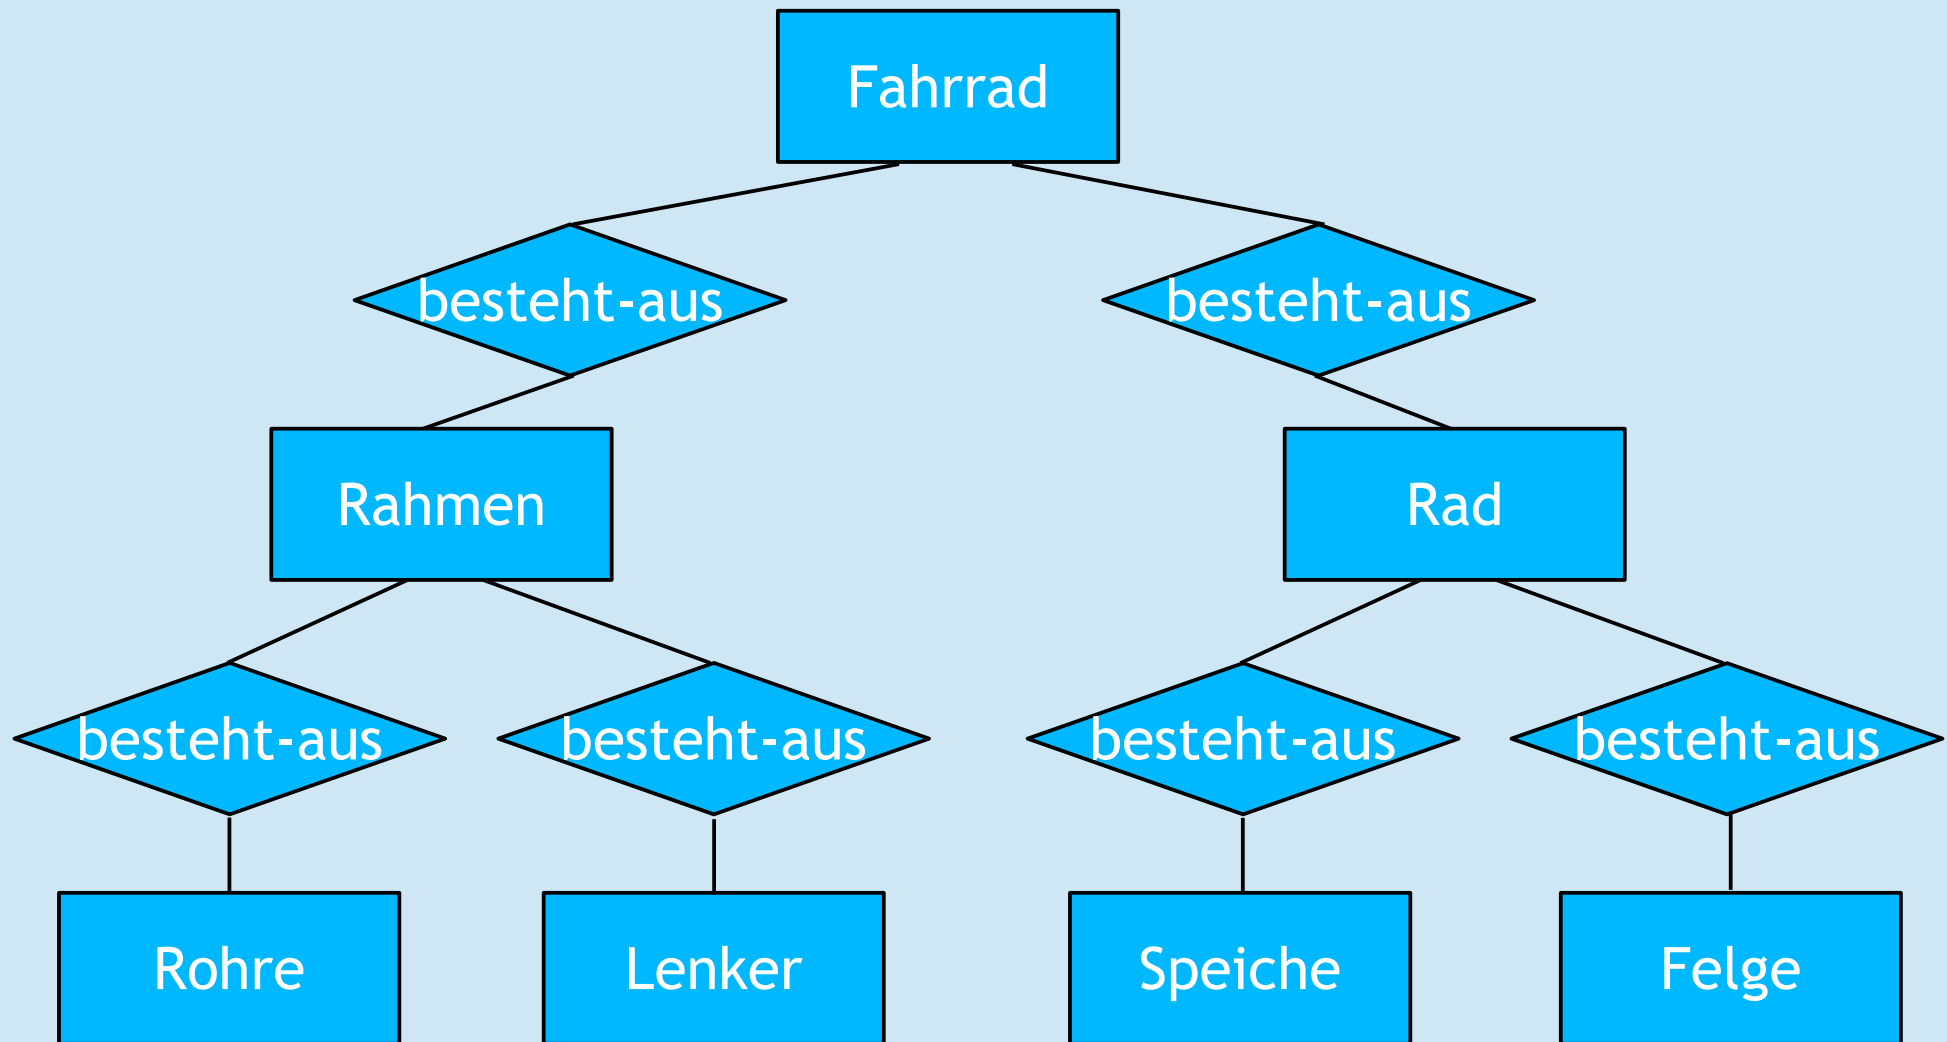 Fahrrad
besteht-aus
besteht-aus
Rahmen
Rad
besteht-aus
besteht-aus
besteht-aus
besteht-aus
Rohre
Lenker
Speiche
Felge